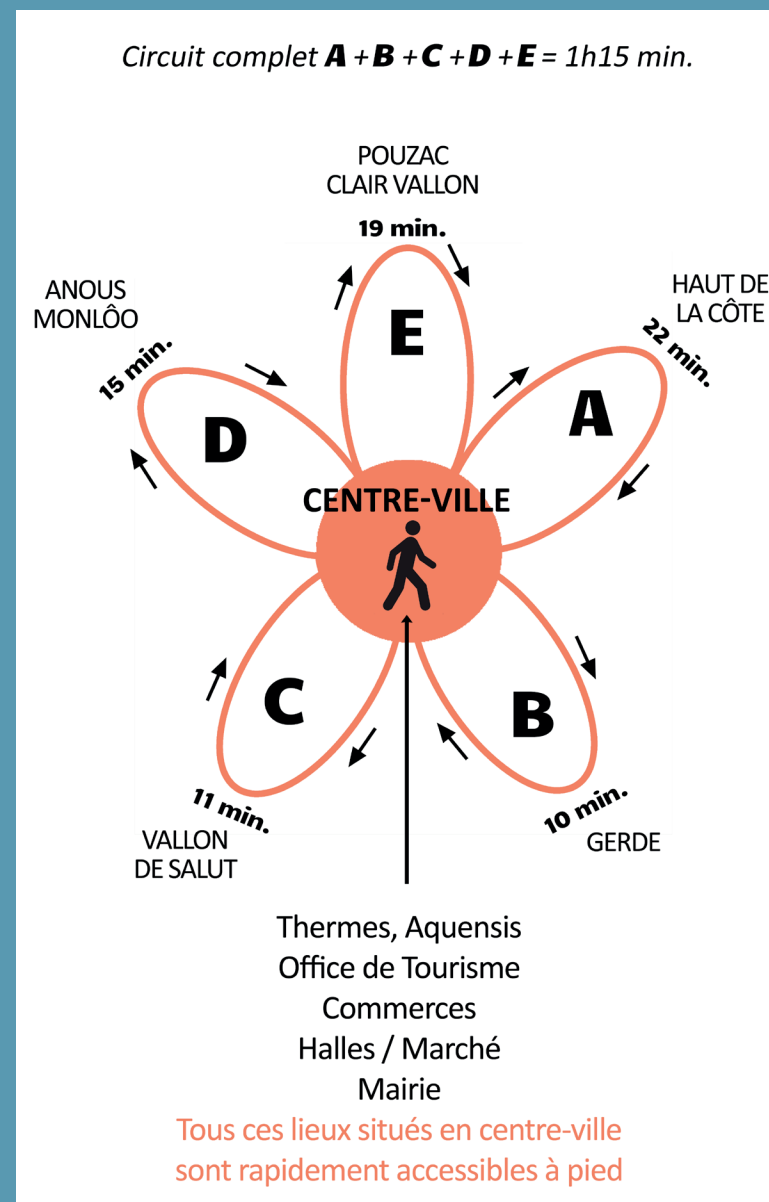 Circuit complet A + B + C + D + E = 1h15 min.
POUZAC
CLAIR VALLON
19 min.
E
HAUT DE
LA CÔTE
22 min.
A
ANOUS
MONLÔO
15 min.
D
CENTRE-VILLE
C
11 min.
VALLON
DE SALUT
B
10 min.
GERDE
Thermes, Aquensis
Office de Tourisme
Commerces
Halles / Marché
Mairie
Tous ces lieux situés en centre-ville
sont rapidement accessibles à pied